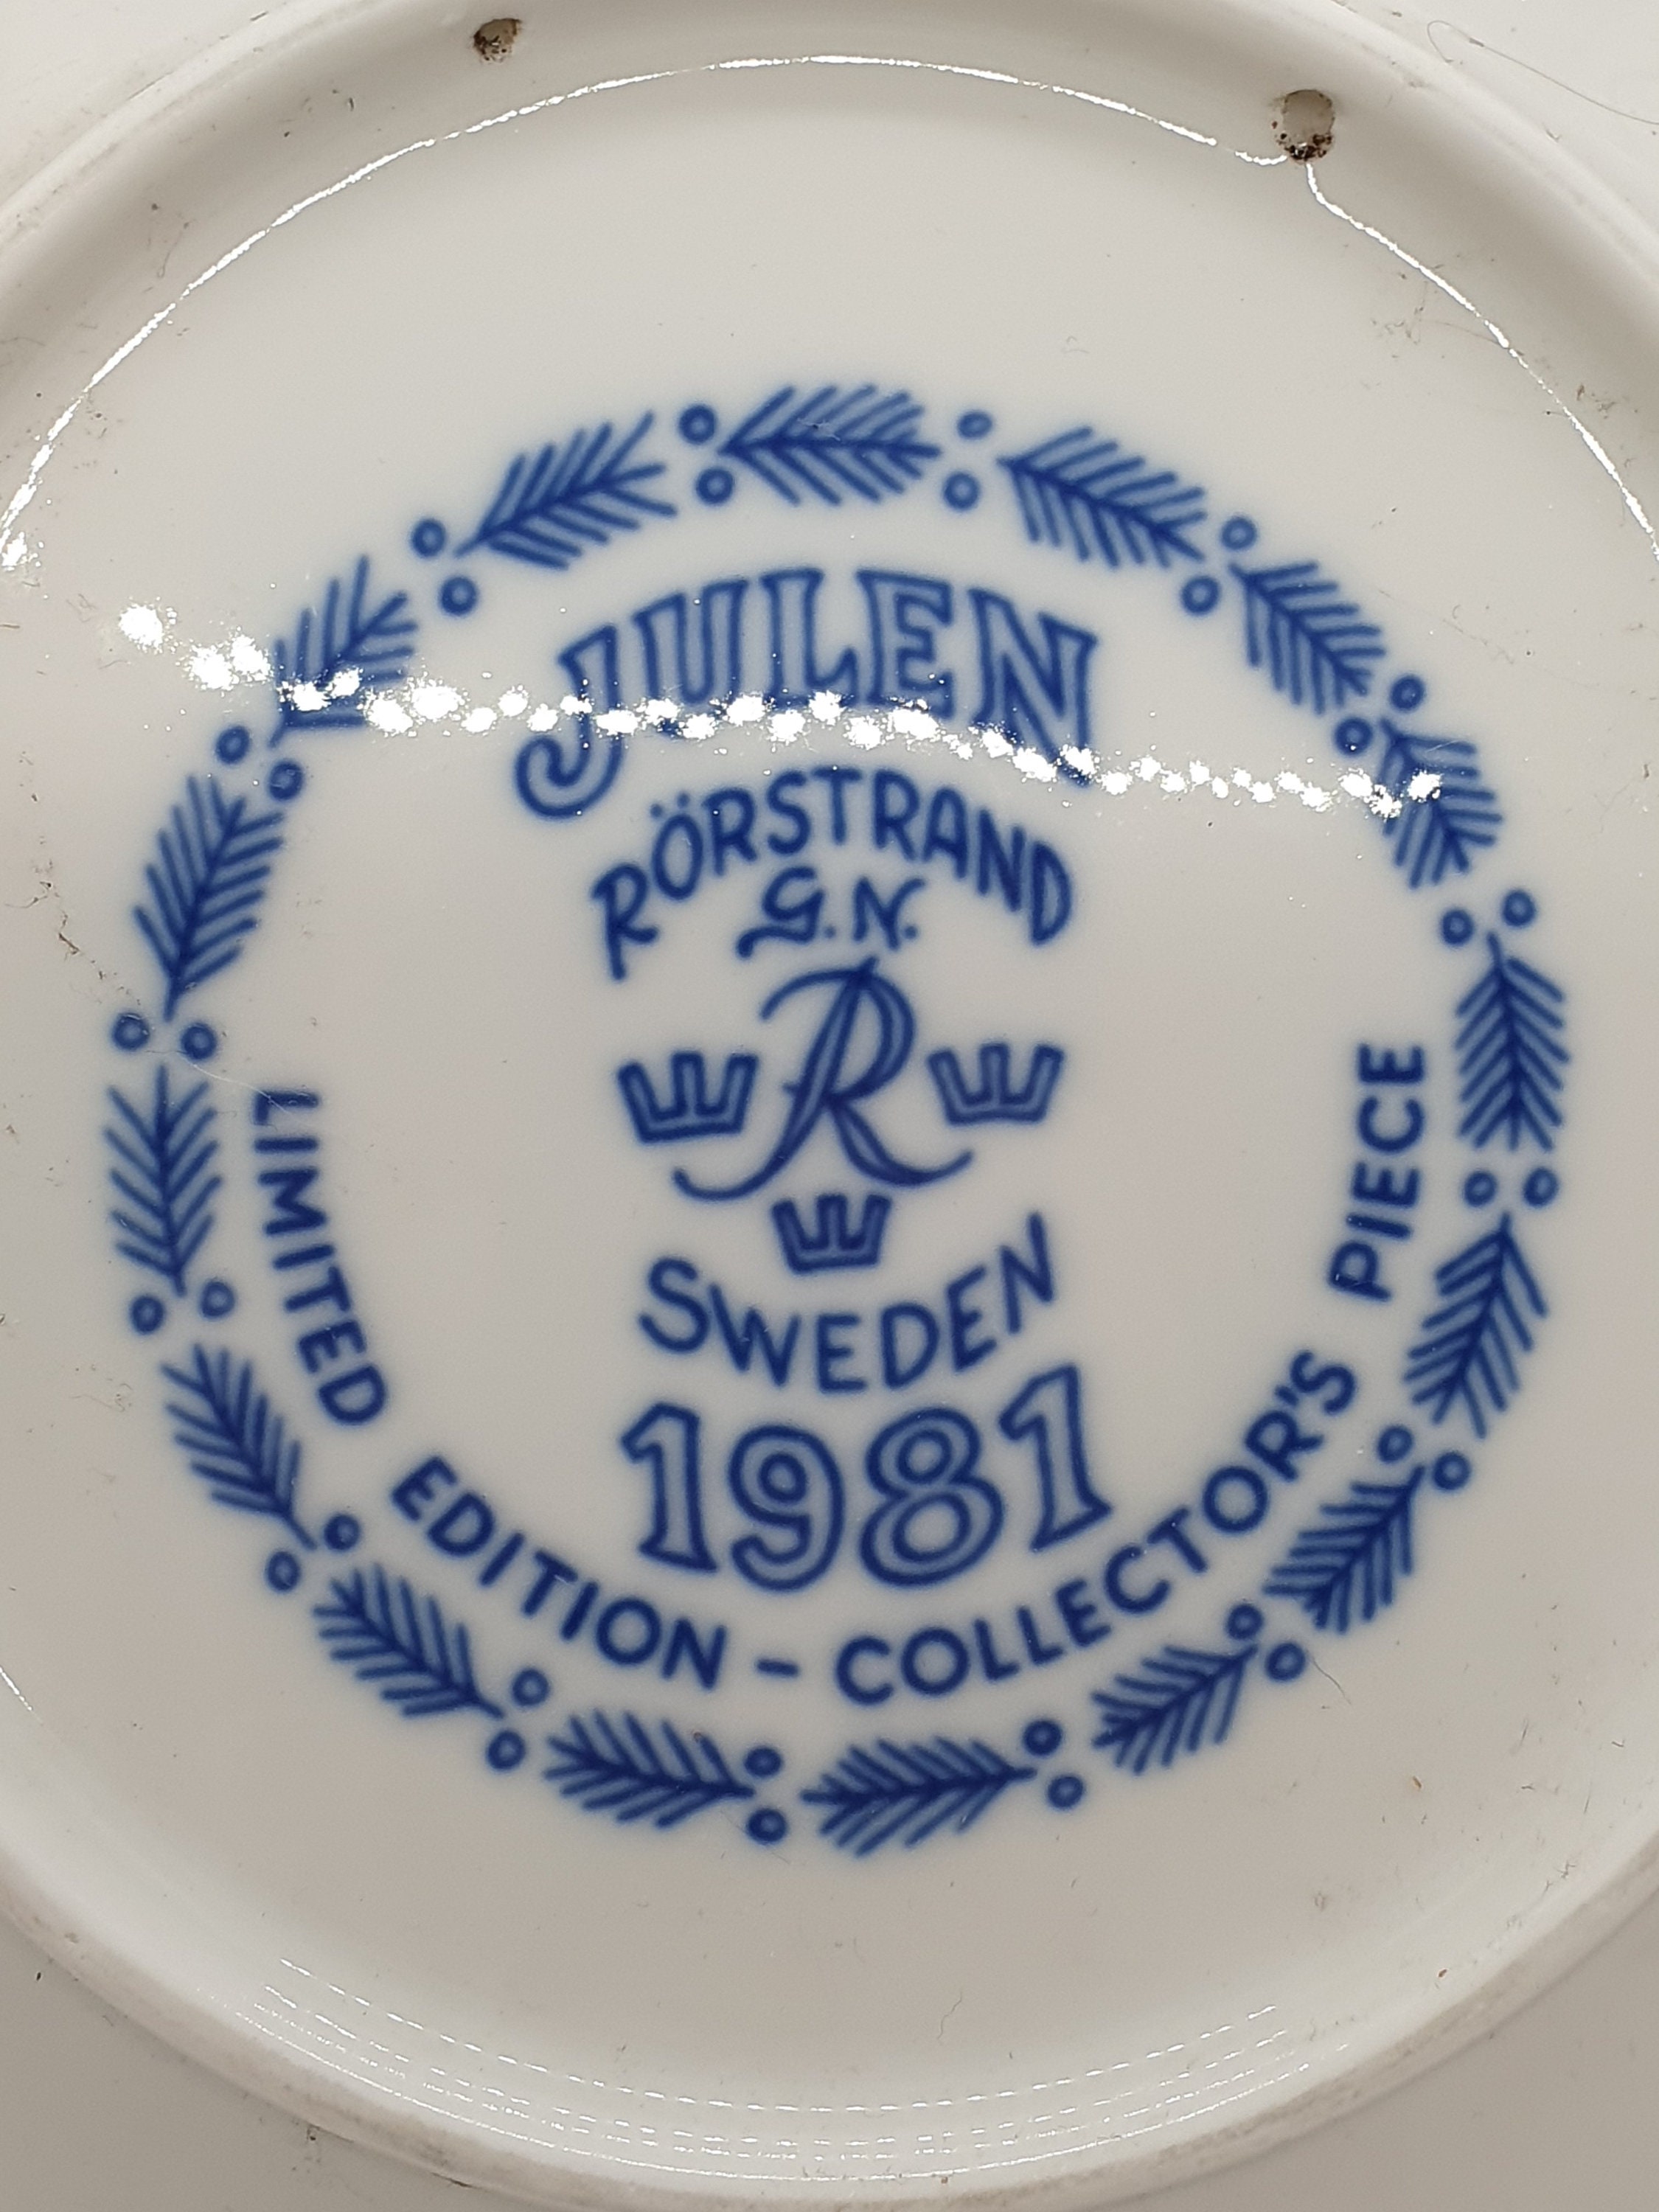 JULEN
RÖRSTRAND
G.N.
R
SWEDEN
1981
LIMITED EDITION - COLLECTOR'S PIECE